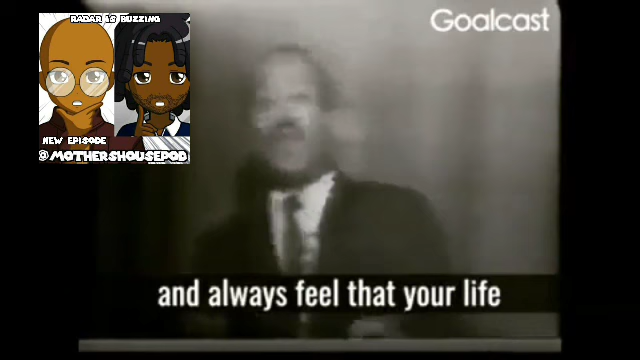 RADAR IS BUZZING
Goalcast
NEW EPISODE
@MOTHERSHOUSEPOD
and always feel that your life